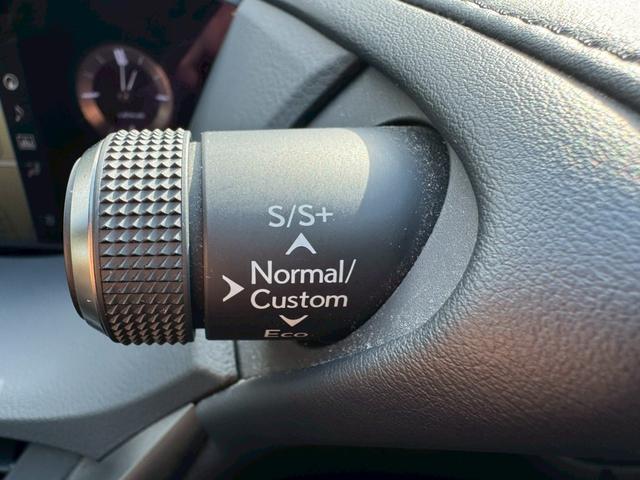 S/S+
Normal/
Custom
Eco